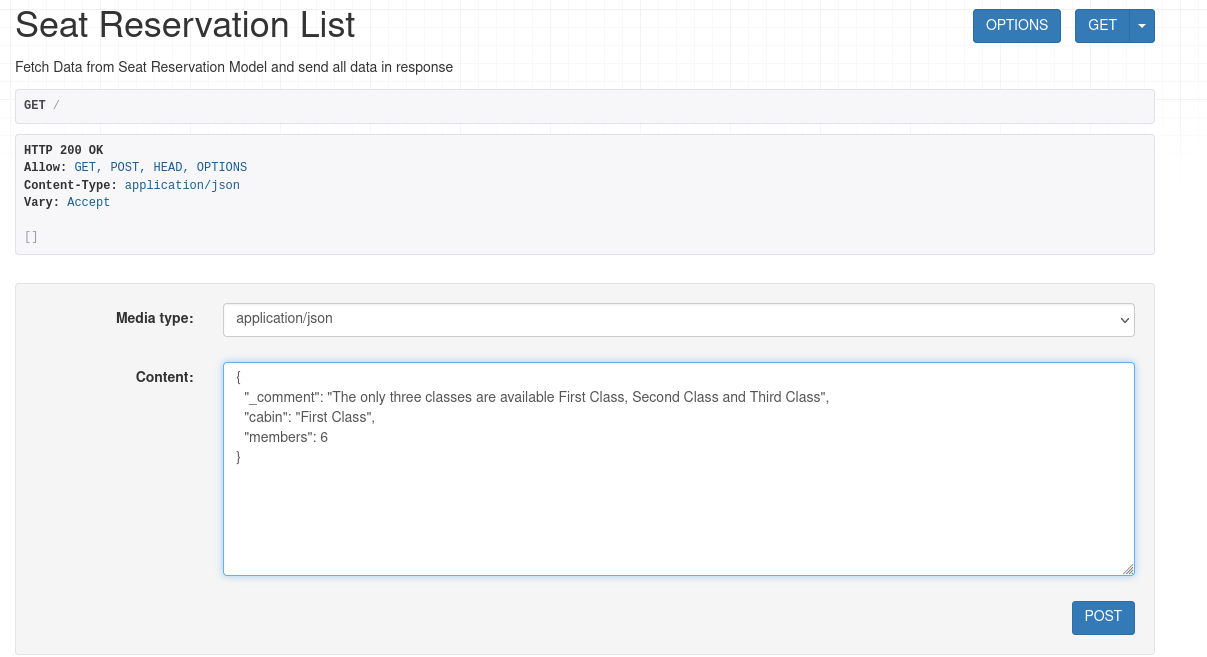 Seat Reservation List
OPTIONS
GET
Fetch Data from Seat Reservation Model and send all data in response
GET /
HTTP 200 OK
Allow: GET, POST, HEAD, OPTIONS
Content-Type: application/json
Vary: Accept
[]
Media type:
application/json
Content:
{
"_comment": "The only three classes are available First Class, Second Class and Third Class",
"cabin": "First Class",
"members": 6
}
POST